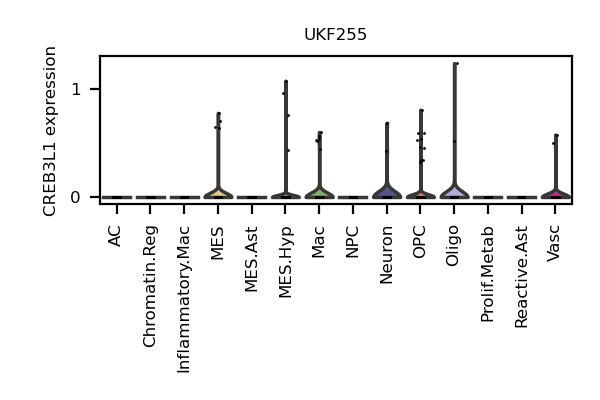 UKF255
CREB3L1 expression
1
0
AC
Chromatin.Reg
Inflammatory.Mac
MES
MES.Ast
MES.Hyp
Mac
NPC
Neuron
OPC
Oligo
Prolif.Metab
Reactive.Ast
Vasc